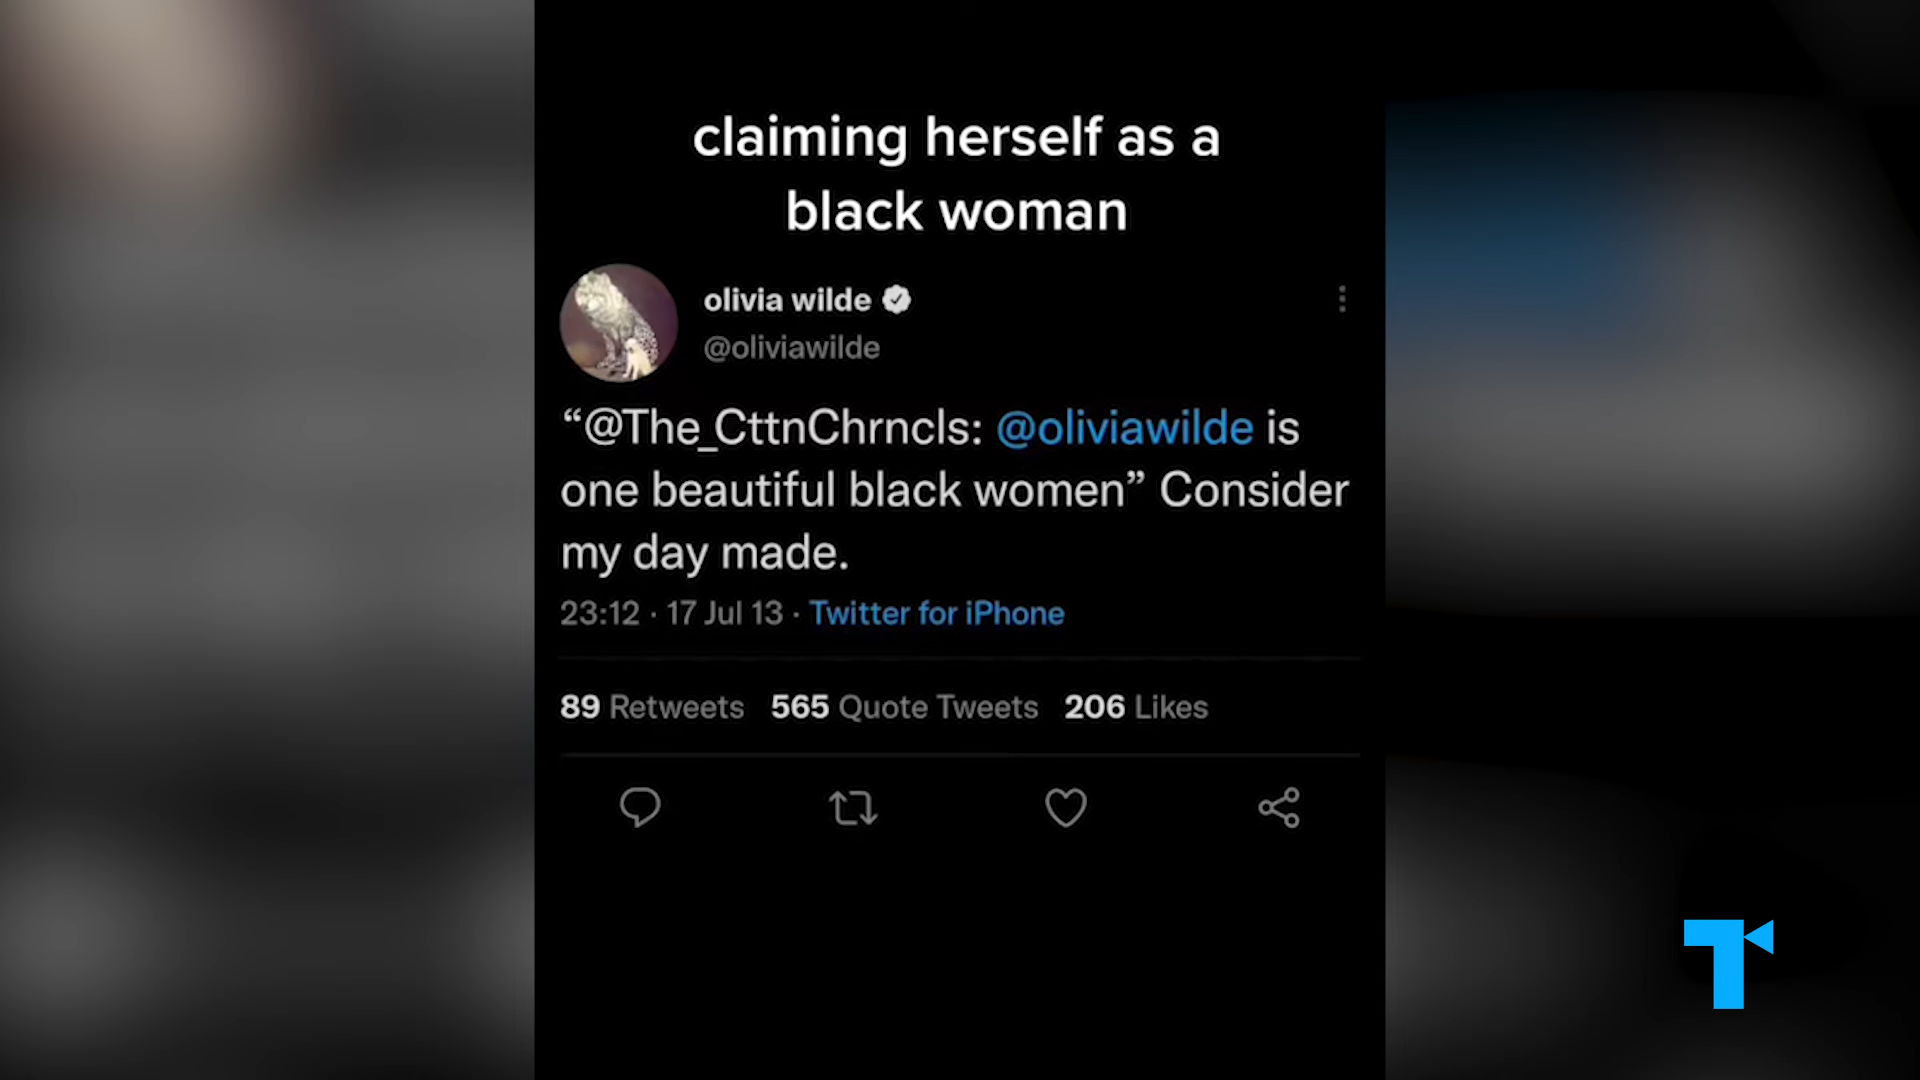 claiming herself as a
black woman
olivia wilde
@oliviawilde
“@The_CttnChrncls: @oliviawilde is
one beautiful black women” Consider
my day made.
23:12 · 17 Jul 13 · Twitter for iPhone
89 Retweets 565 Quote Tweets 206 Likes